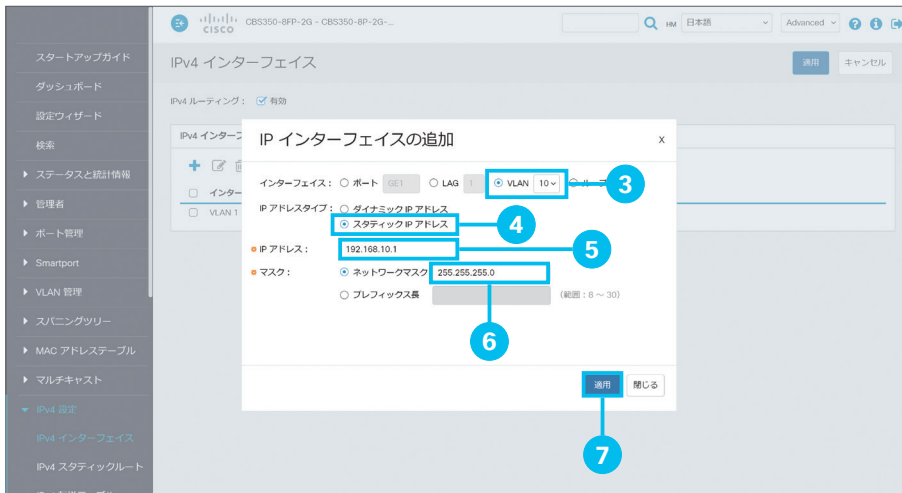 CISCO
CBS350-8FP-2G - CBS350-8P-2G-...
HM
日本語
Advanced
スタートアップガイド
ダッシュボード
設定ウィザード
検索
ステータスと統計情報
管理者
ポート管理
Smartport
VLAN 管理
スパニングツリー
MAC アドレステーブル
マルチキャスト
IPv4 設定
IPv4 インターフェイス
IPv4 スタティックルート
IPv4 インターフェイス
適用
キャンセル
IPv4 ルーティング： 有効
IPv4 インターフ
インター
VLAN 1
IP インターフェイスの追加
x
インターフェイス： ポート GE1 LAG 1 VLAN 10
3
IP アドレスタイプ： ダイナミック IP アドレス
スタティック IP アドレス
4
IP アドレス： 192.168.10.1
5
マスク： ネットワークマスク 255.255.255.0
プレフィックス長 (範囲：8 ～ 30)
6
適用
閉じる
7